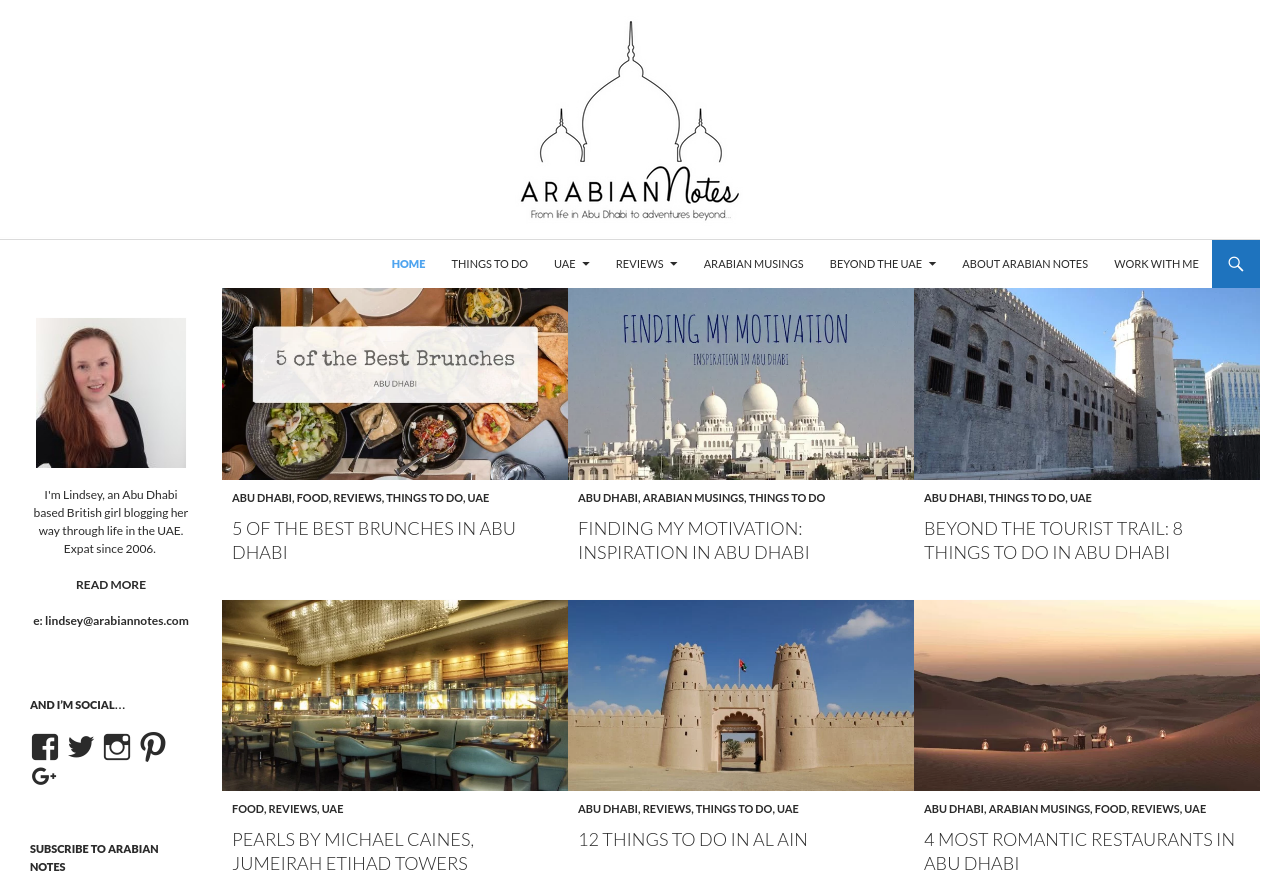 ARABIAN Notes
From life in Abu Dhabi to adventures beyond...
HOME THINGS TO DO UAE REVIEWS ARABIAN MUSINGS BEYOND THE UAE ABOUT ARABIAN NOTES WORK WITH ME
I'm Lindsey, an Abu Dhabi
based British girl blogging her
way through life in the UAE.
Expat since 2006.
READ MORE
e: lindsey@arabiannotes.com
AND I'M SOCIAL...
SUBSCRIBE TO ARABIAN
NOTES
5 of the Best Brunches
ABU DHABI
ABU DHABI, FOOD, REVIEWS, THINGS TO DO, UAE
5 OF THE BEST BRUNCHES IN ABU
DHABI
FINDING MY MOTIVATION
INSPIRATION IN ABU DHABI
ABU DHABI, ARABIAN MUSINGS, THINGS TO DO
FINDING MY MOTIVATION:
INSPIRATION IN ABU DHABI
ABU DHABI, THINGS TO DO, UAE
BEYOND THE TOURIST TRAIL: 8
THINGS TO DO IN ABU DHABI
FOOD, REVIEWS, UAE
PEARLS BY MICHAEL CAINES,
JUMEIRAH ETIHAD TOWERS
ABU DHABI, REVIEWS, THINGS TO DO, UAE
12 THINGS TO DO IN AL AIN
ABU DHABI, ARABIAN MUSINGS, FOOD, REVIEWS, UAE
4 MOST ROMANTIC RESTAURANTS IN
ABU DHABI